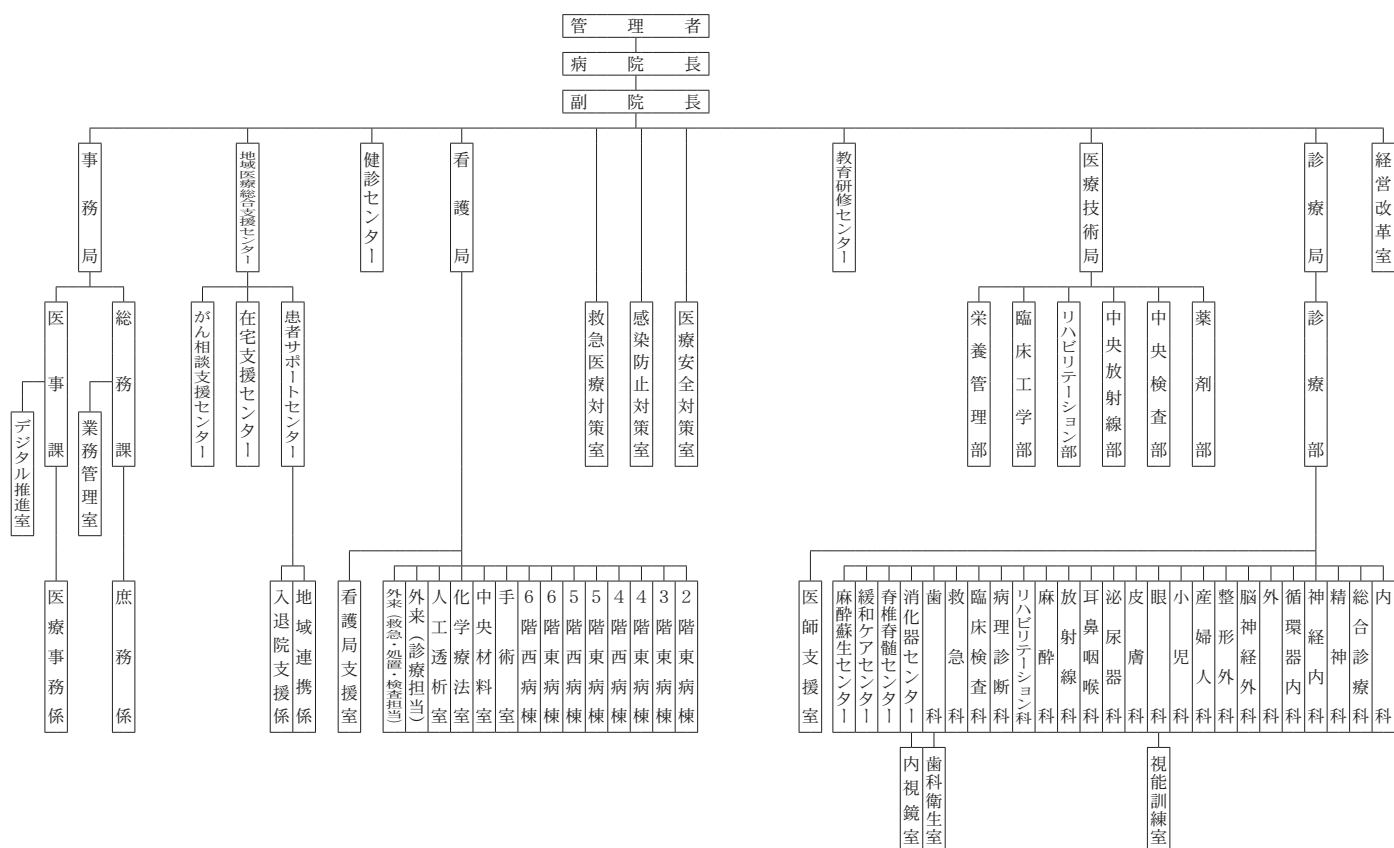 管理者
病院長
副院長
経営改革室
診療局
医療技術局
教育研修センター
看護局
健診センター
地域医療総合支援センター
事務局
診療部
薬剤部
中央検査部
中央放射線部
リハビリテーション部
臨床工学部
栄養管理部
医療安全対策室
感染防止対策室
救急医療対策室
患者サポートセンター
在宅支援センター
がん相談支援センター
総務課
医事課
業務管理室
デジタル推進室
内科
総合診療科
精神科
神経内科
循環器内科
外科
脳神経外科
整形外科
産婦人科
小児科
眼科
皮膚科
泌尿器科
耳鼻咽喉科
放射線科
麻酔科
リハビリテーション科
病理診断科
臨床検査科
救急科
歯科
消化器センター
脊椎脊髄センター
緩和ケアセンター
麻酔蘇生センター
医師支援室
2階東病棟
3階東病棟
4階東病棟
4階西病棟
5階東病棟
5階西病棟
6階東病棟
6階西病棟
手術室
中央材料室
化学療法室
人工透析室
外来（診療担当）
外来（救急・処置・検査担当）
看護局支援室
地域連携係
入退院支援係
庶務係
医療事務係
視能訓練室
歯科衛生室
内視鏡室